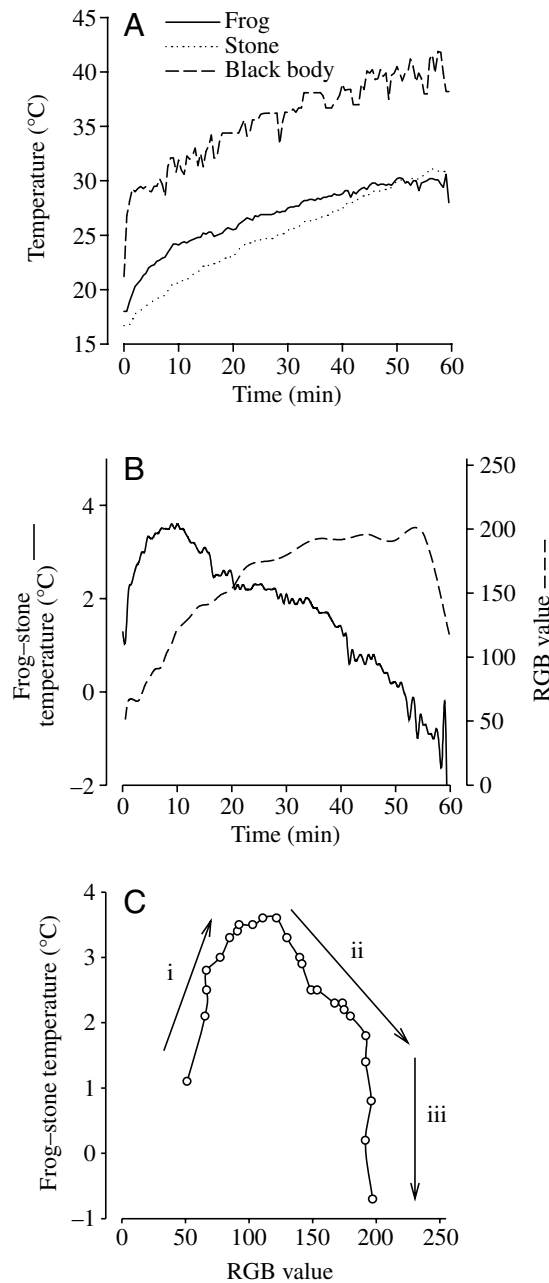 A
Frog
Stone
Black body
45
40
35
30
25
20
15
Temperature (°C)
0 10 20 30 40 50 60
Time (min)
B
4
2
0
–2
Frog–stone
temperature (°C)
250
200
150
100
50
0
RGB value
0 10 20 30 40 50 60
Time (min)
C
4
3
2
1
0
–1
Frog–stone temperature (°C)
i
ii
iii
0 50 100 150 200 250
RGB value